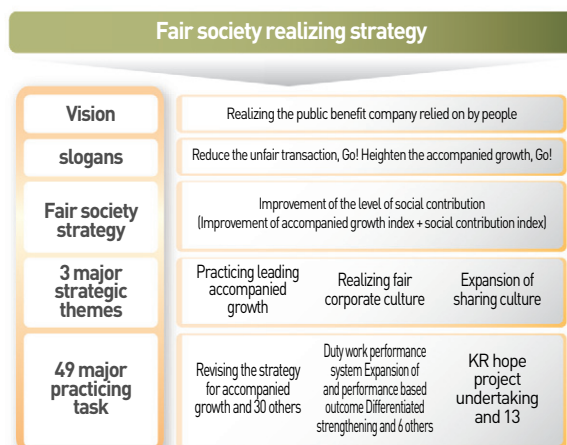 Fair society realizing strategy
Vision
Realizing the public benefit company relied on by people
slogans
Reduce the unfair transaction, Go! Heighten the accompanied growth, Go!
Fair society
strategy
Improvement of the level of social contribution
(Improvement of accompanied growth index + social contribution index)
3 major
strategic
themes
Practicing leading
accompanied
growth
Realizing fair
corporate culture
Expansion of
sharing culture
49 major
practicing
task
Revising the strategy
for accompanied
growth and 30 others
Duty work performance
system Expansion of
and performance based
outcome Differentiated
strengthening and 6 others
KR hope
project
undertaking
and 13